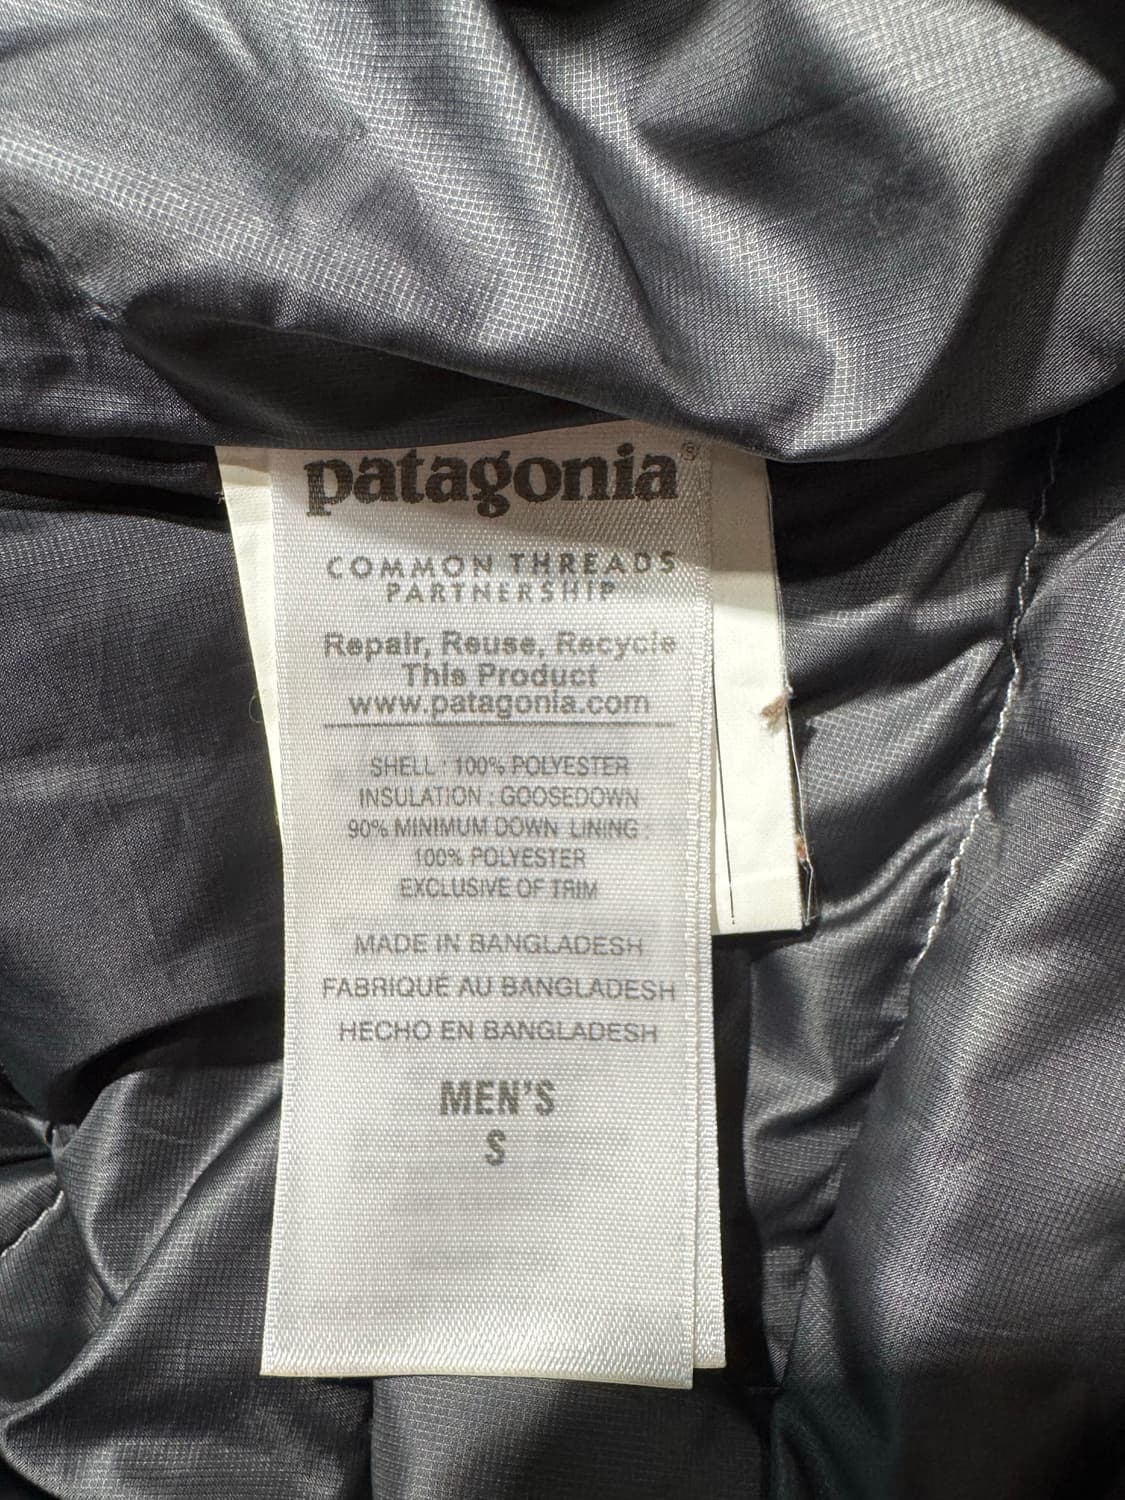 patagonia®
COMMON THREADS
PARTNERSHIP
Repair, Reuse, Recycle
This Product
www.patagonia.com
SHELL : 100% POLYESTER
INSULATION : GOOSEDOWN
90% MINIMUM DOWN LINING :
100% POLYESTER
EXCLUSIVE OF TRIM
MADE IN BANGLADESH
FABRIQUÉ AU BANGLADESH
HECHO EN BANGLADESH
MEN'S
S